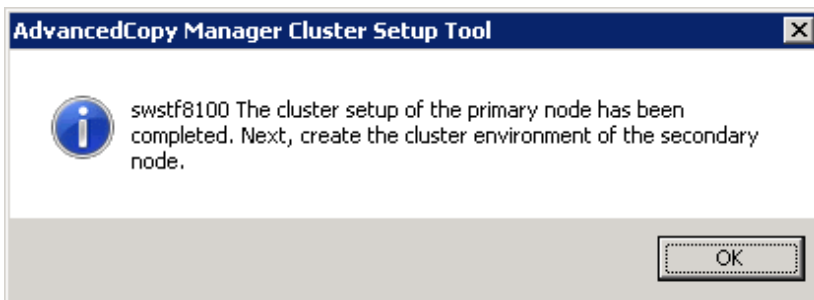 AdvancedCopy Manager Cluster Setup Tool
swstf8100 The cluster setup of the primary node has been
completed. Next, create the cluster environment of the secondary
node.
OK